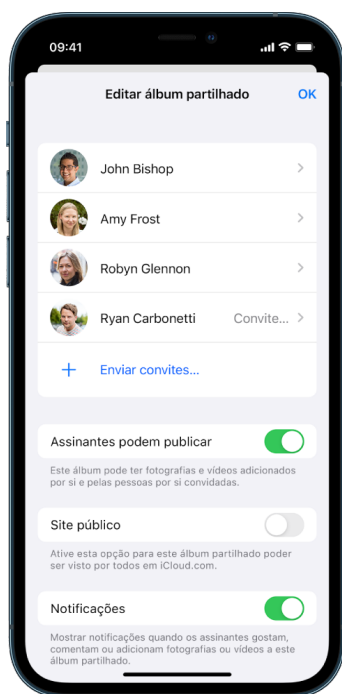 09:41
Editar álbum partilhado OK
John Bishop
Amy Frost
Robyn Glennon
Ryan Carbonetti Convite...
Enviar convites...
Assinantes podem publicar
Este álbum pode ter fotografias e vídeos adicionados
por si e pelas pessoas por si convidadas.
Site público
Ative esta opção para este álbum partilhado poder
ser visto por todos em iCloud.com.
Notificações
Mostrar notificações quando os assinantes gostam,
comentam ou adicionam fotografias ou vídeos a este
álbum partilhado.